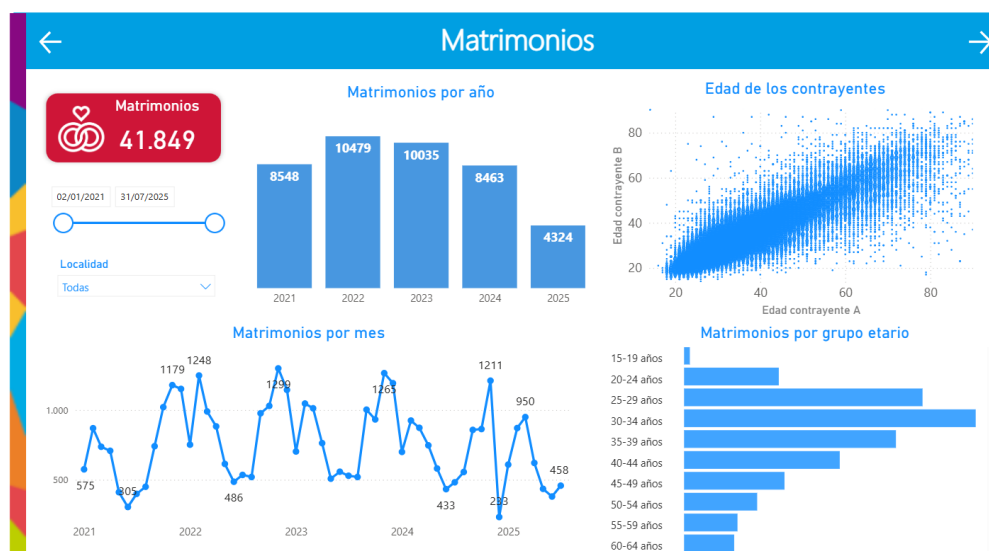 Matrimonios
Matrimonios
41.849
02/01/2021 31/07/2025
Localidad
Todas
Matrimonios por año
8548
10479
10035
8463
4324
2021 2022 2023 2024 2025
Edad de los contrayentes
Edad contrayente B
80
60
40
20
20 40 60 80
Edad contrayente A
Matrimonios por mes
1.000
500
575
305
1179
1248
486
1299
1265
433
1211
233
950
458
2021 2022 2023 2024 2025
Matrimonios por grupo etario
15-19 años
20-24 años
25-29 años
30-34 años
35-39 años
40-44 años
45-49 años
50-54 años
55-59 años
60-64 años